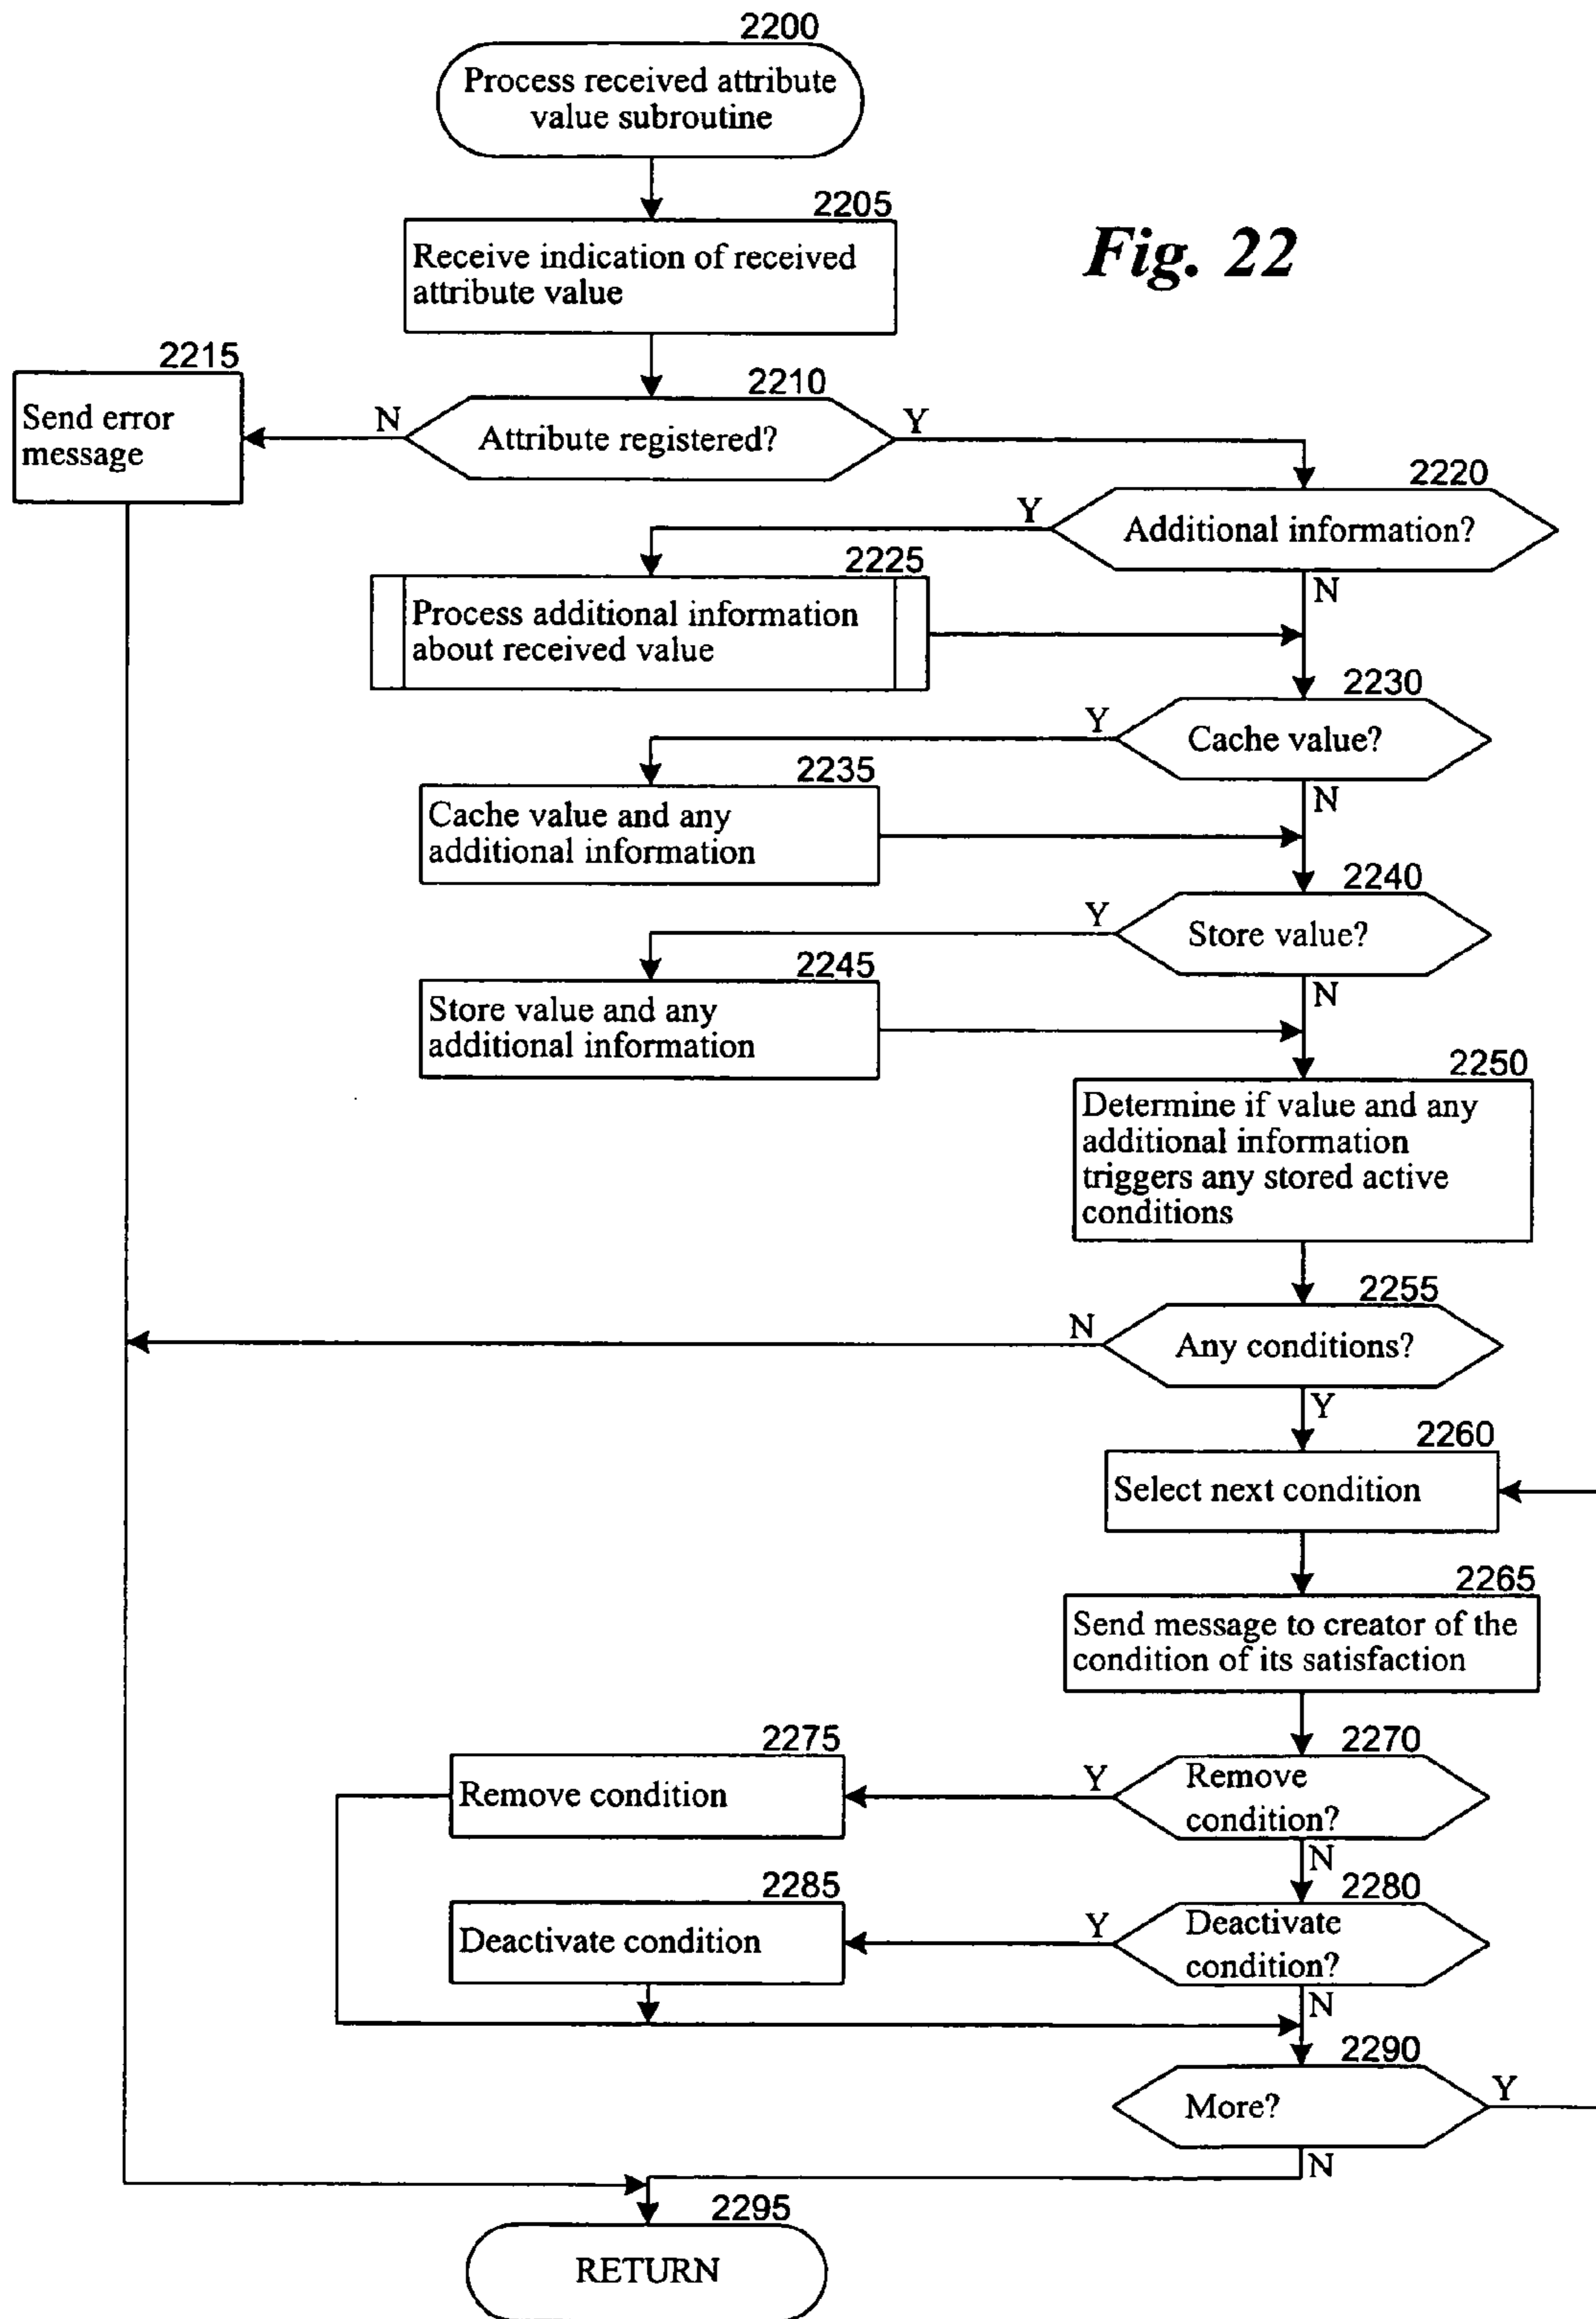 2200
Process received attribute
value subroutine
2205
Receive indication of received
attribute value
Fig. 22
2215
Send error
message
N
2210
Attribute registered?
Y
2220
Additional information?
Y
N
2225
Process additional information
about received value
2230
Cache value?
Y
N
2235
Cache value and any
additional information
2240
Store value?
Y
N
2245
Store value and any
additional information
2250
Determine if value and any
additional information
triggers any stored active
conditions
2255
Any conditions?
N
Y
2260
Select next condition
2265
Send message to creator of the
condition of its satisfaction
2270
Remove
condition?
Y
N
2275
Remove condition
2280
Deactivate
condition?
Y
N
2285
Deactivate condition
2290
More?
Y
N
2295
RETURN